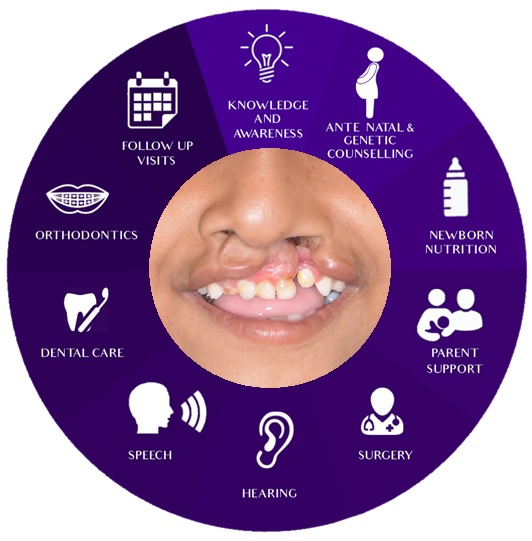 KNOWLEDGE
AND
AWARENESS
ANTE NATAL &
GENETIC
COUNSELLING
NEWBORN
NUTRITION
PARENT
SUPPORT
SURGERY
HEARING
SPEECH
DENTAL CARE
ORTHODONTICS
FOLLOW UP
VISITS